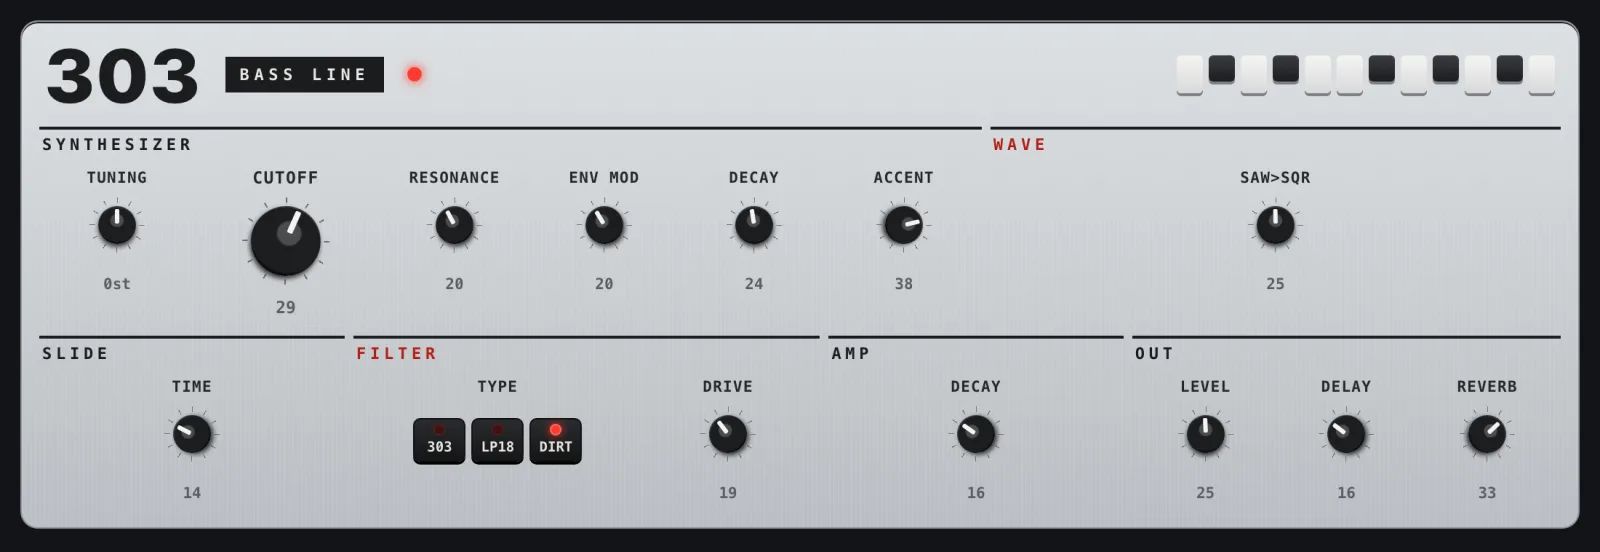 303 BASS LINE
SYNTHESIZER
WAVE
TUNING CUTOFF RESONANCE ENV MOD DECAY ACCENT SAW>SQR
0st 29 20 20 24 38 25
SLIDE FILTER AMP OUT
TIME TYPE DRIVE DECAY LEVEL DELAY REVERB
303 LP18 DIRT
14 19 16 25 16 33